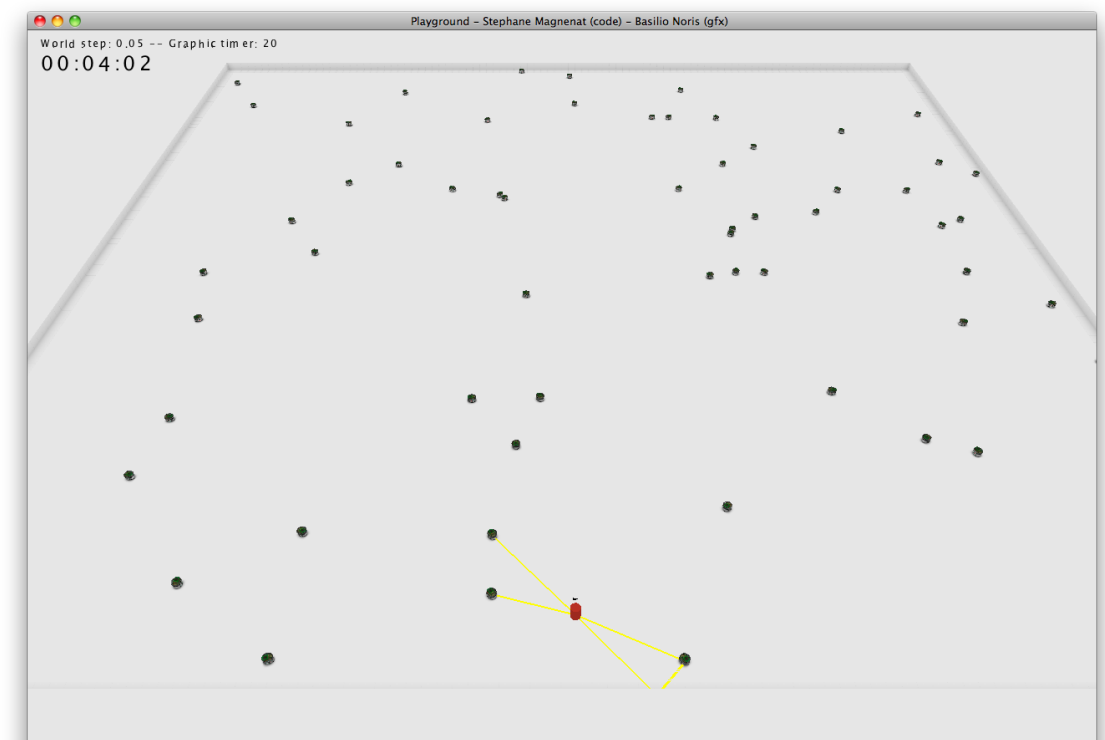 Playground – Stephane Magnenat (code) – Basilio Noris (gfx)
World step: 0.05 -- Graphic timer: 20
00:04:02